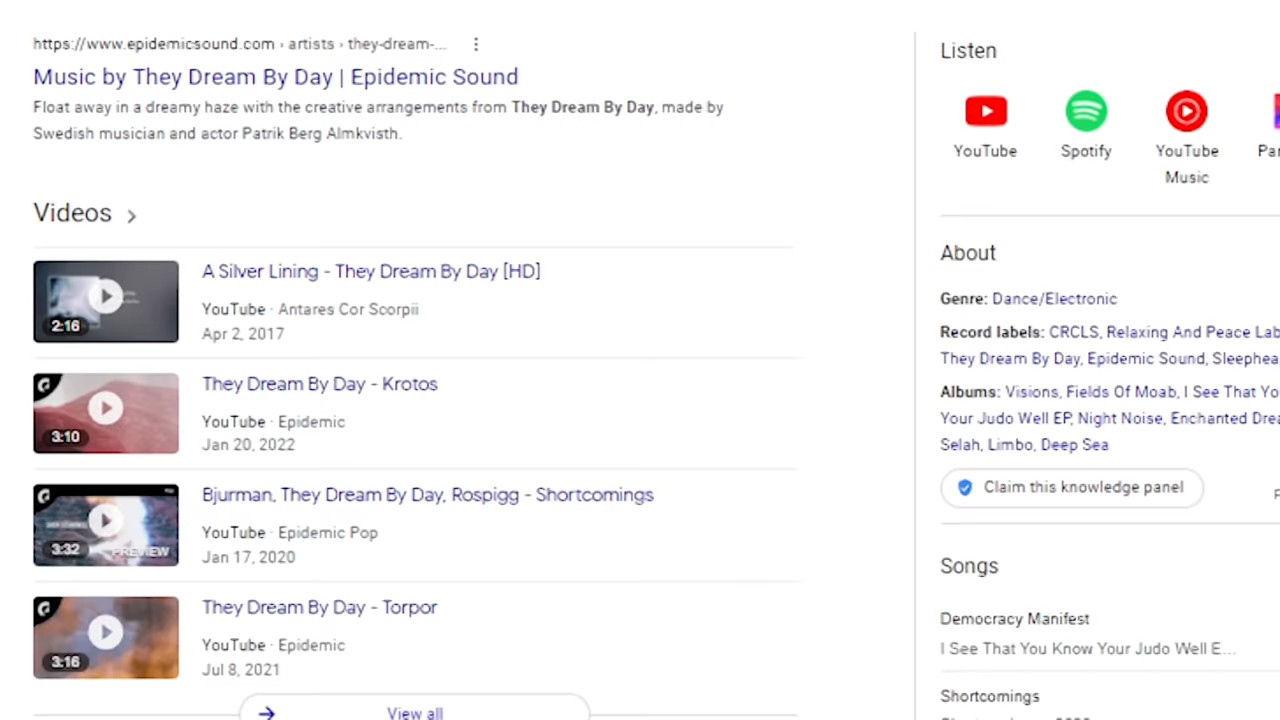 https://www.epidemicsound.com › artists › they-dream-...
Music by They Dream By Day | Epidemic Sound
Float away in a dreamy haze with the creative arrangements from They Dream By Day, made by
Swedish musician and actor Patrik Berg Almkvisth.
Videos
2:16
A Silver Lining - They Dream By Day [HD]
YouTube · Antares Cor Scorpii
Apr 2, 2017
3:10
They Dream By Day - Krotos
YouTube · Epidemic
Jan 20, 2022
3:32
PREVIEW
Bjurman, They Dream By Day, Rospigg - Shortcomings
YouTube · Epidemic Pop
Jan 17, 2020
3:16
They Dream By Day - Torpor
YouTube · Epidemic
Jul 8, 2021
View all
Listen
YouTube
Spotify
YouTube
Music
Pan
About
Genre: Dance/Electronic
Record labels: CRCLS, Relaxing And Peace Lab
They Dream By Day, Epidemic Sound, Sleephea
Albums: Visions, Fields Of Moab, I See That Yo
Your Judo Well EP, Night Noise, Enchanted Drea
Selah, Limbo, Deep Sea
Claim this knowledge panel
F
Songs
Democracy Manifest
I See That You Know Your Judo Well E...
Shortcomings